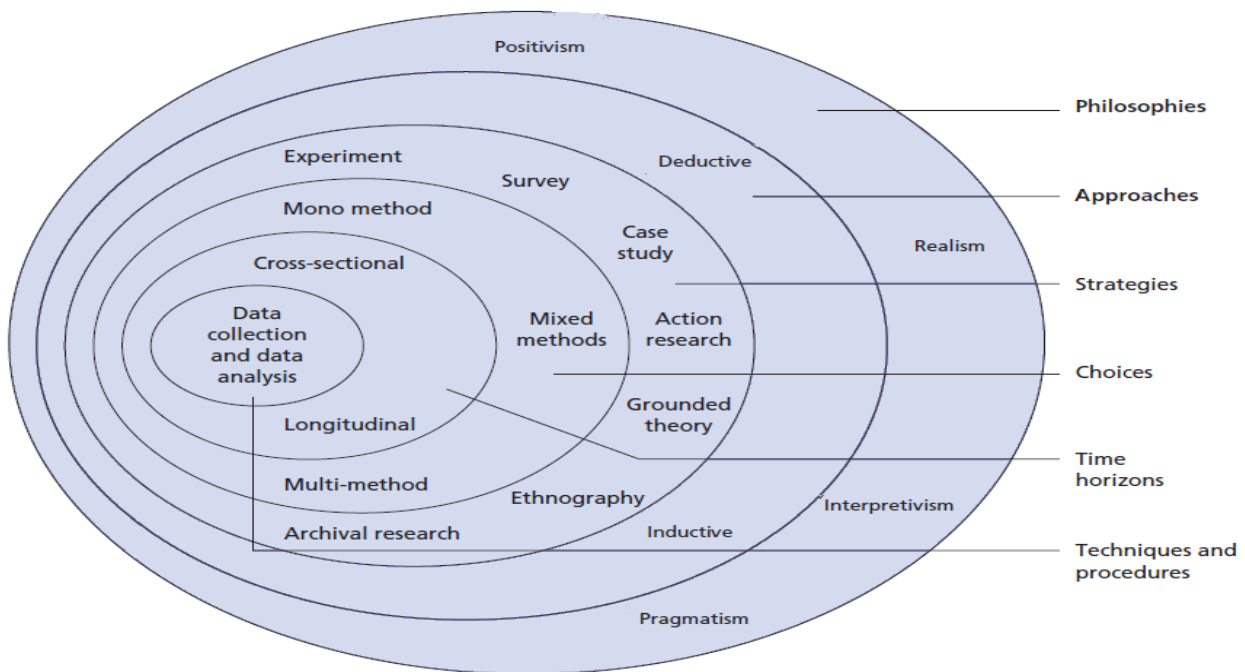 Positivism
Philosophies
Experiment
Deductive
Survey
Approaches
Mono method
Case
study
Realism
Cross-sectional
Strategies
Data
collection
and data
analysis
Mixed
methods
Action
research
Choices
Longitudinal
Grounded
theory
Time
horizons
Multi-method
Ethnography
Interpretivism
Archival research
Inductive
Techniques and
procedures
Pragmatism